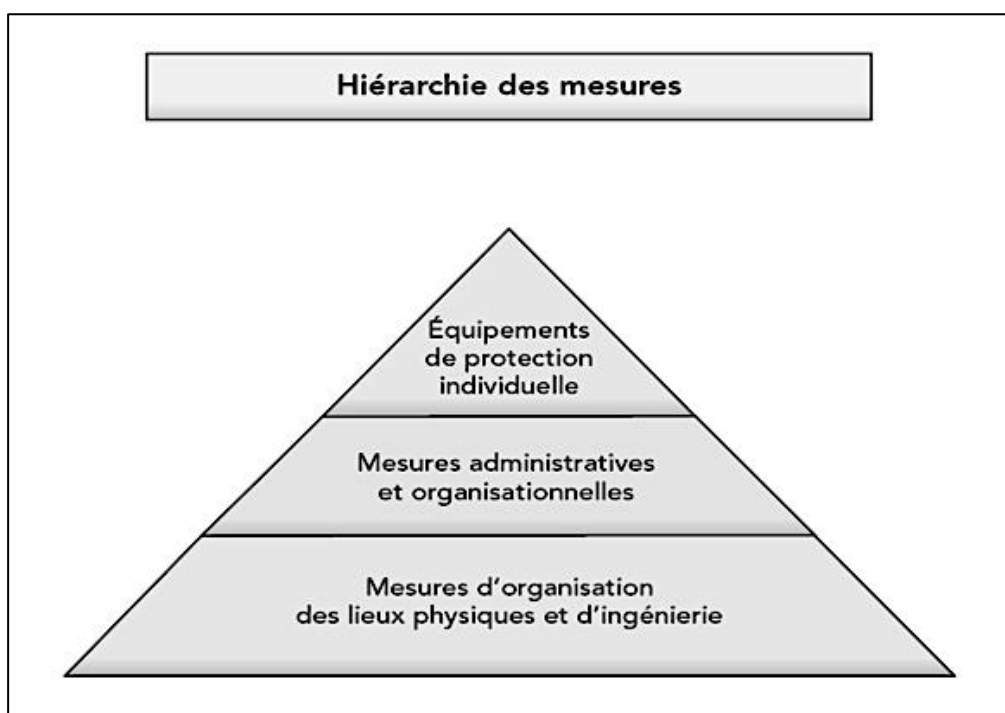 Hiérarchie des mesures
Équipements
de protection
individuelle
Mesures administratives
et organisationnelles
Mesures d'organisation
des lieux physiques et d'ingénierie